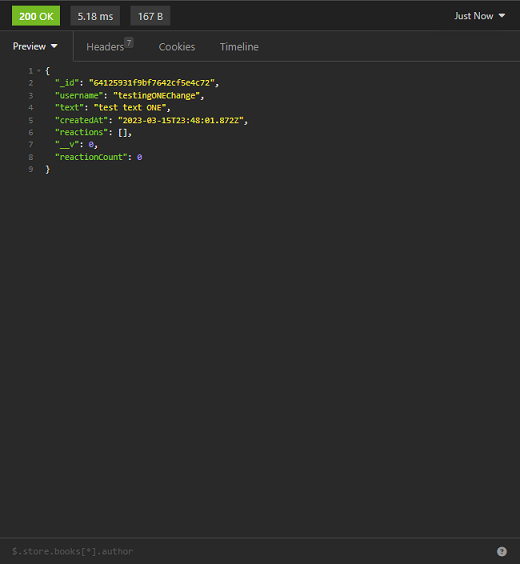 200 OK 5.18 ms 167 B Just Now
Preview Headers 7 Cookies Timeline
1 {
2 "_id": "64125931f9bf7642cf5e4c72",
3 "username": "testingONEChange",
4 "text": "test text ONE",
5 "createdAt": "2023-03-15T23:48:01.872Z",
6 "reactions": [],
7 "__v": 0,
8 "reactionCount": 0
9 }
$.store.books[*].author ?